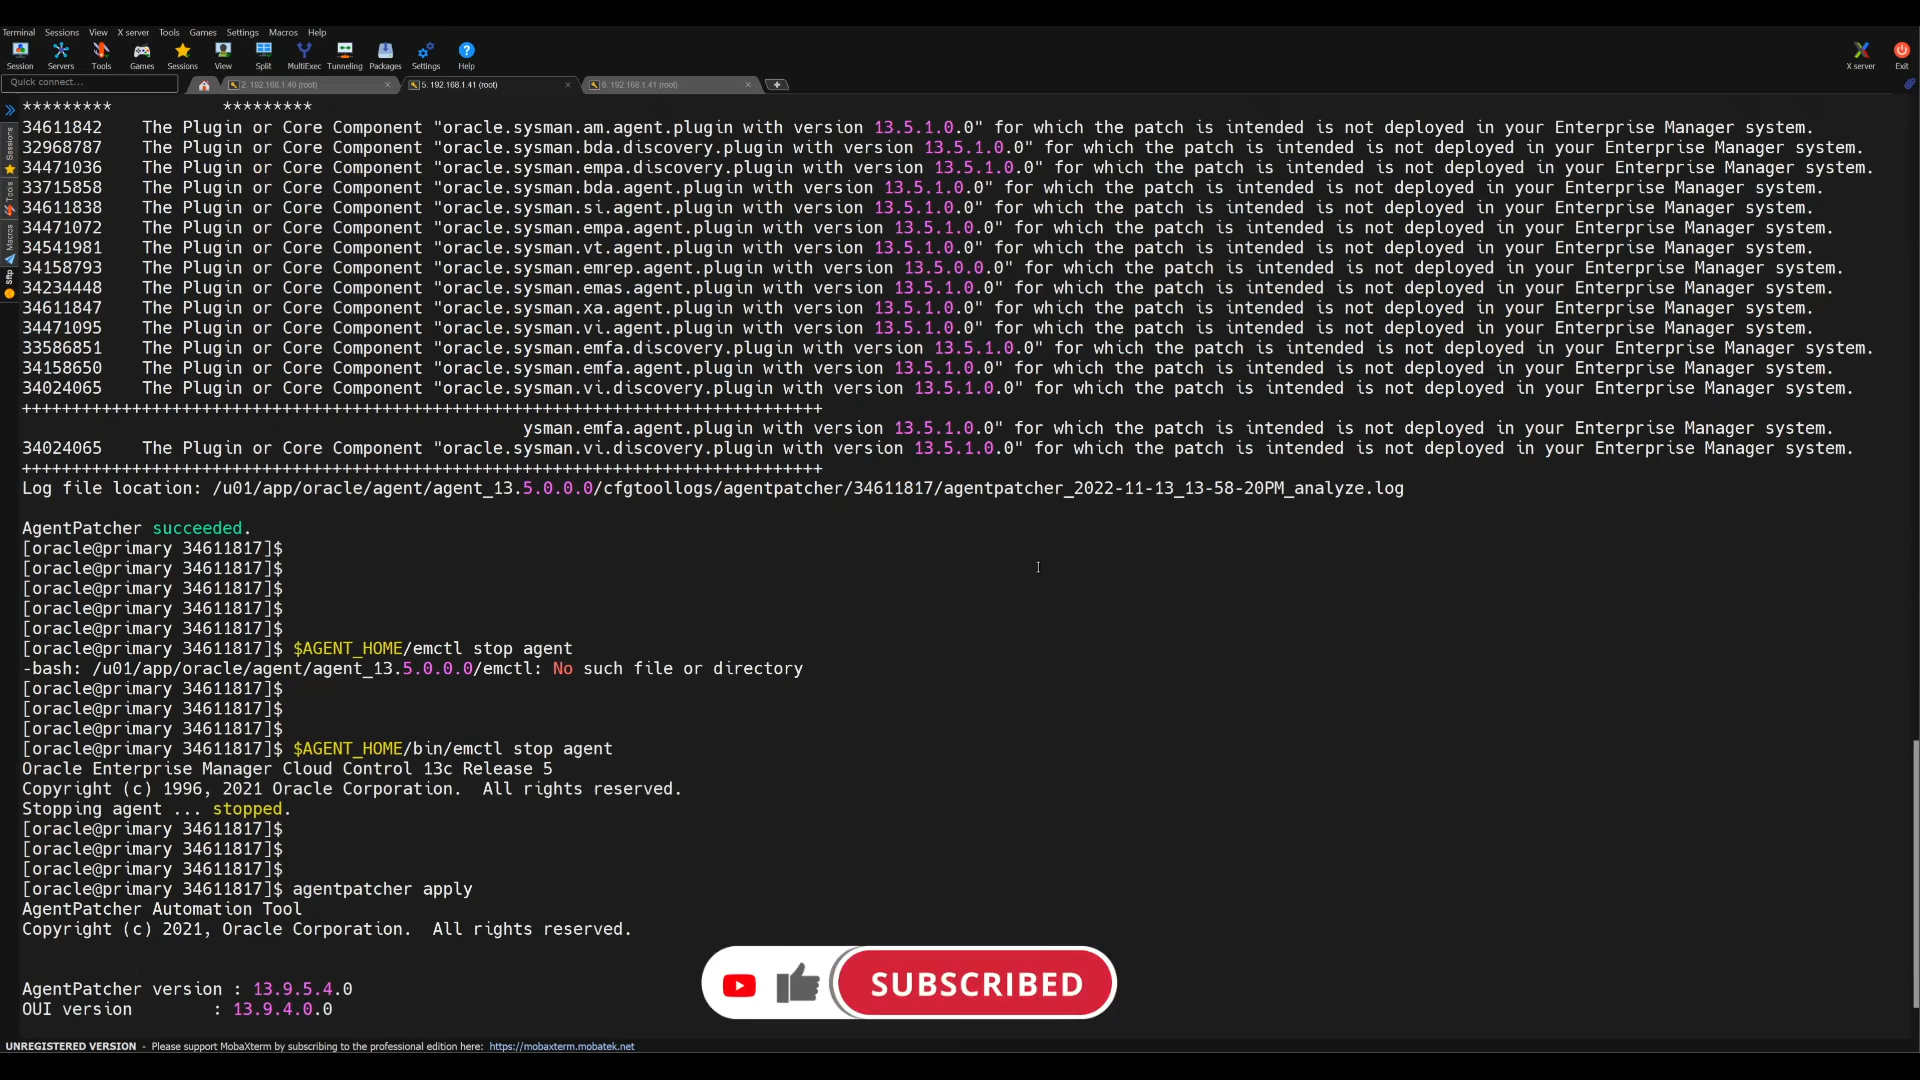 Terminal Sessions View X server Tools Games Settings Macros Help
Session Servers Tools Games Sessions View Split MultiExec Tunneling Packages Settings Help X server Exit
Quick connect... 2. 192.168.1.40 (root) 5. 192.168.1.41 (root) 6. 192.168.1.41 (root)
Sessions
Tools
Macros
Sftp
********* *********
34611842 The Plugin or Core Component "oracle.sysman.am.agent.plugin with version 13.5.1.0.0" for which the patch is intended is not deployed in your Enterprise Manager system.
32968787 The Plugin or Core Component "oracle.sysman.bda.discovery.plugin with version 13.5.1.0.0" for which the patch is intended is not deployed in your Enterprise Manager system.
34471036 The Plugin or Core Component "oracle.sysman.empa.discovery.plugin with version 13.5.1.0.0" for which the patch is intended is not deployed in your Enterprise Manager system.
33715858 The Plugin or Core Component "oracle.sysman.bda.agent.plugin with version 13.5.1.0.0" for which the patch is intended is not deployed in your Enterprise Manager system.
34611838 The Plugin or Core Component "oracle.sysman.si.agent.plugin with version 13.5.1.0.0" for which the patch is intended is not deployed in your Enterprise Manager system.
34471072 The Plugin or Core Component "oracle.sysman.empa.agent.plugin with version 13.5.1.0.0" for which the patch is intended is not deployed in your Enterprise Manager system.
34541981 The Plugin or Core Component "oracle.sysman.vt.agent.plugin with version 13.5.1.0.0" for which the patch is intended is not deployed in your Enterprise Manager system.
34158793 The Plugin or Core Component "oracle.sysman.emrep.agent.plugin with version 13.5.0.0.0" for which the patch is intended is not deployed in your Enterprise Manager system.
34234448 The Plugin or Core Component "oracle.sysman.emas.agent.plugin with version 13.5.1.0.0" for which the patch is intended is not deployed in your Enterprise Manager system.
34611847 The Plugin or Core Component "oracle.sysman.xa.agent.plugin with version 13.5.1.0.0" for which the patch is intended is not deployed in your Enterprise Manager system.
34471095 The Plugin or Core Component "oracle.sysman.vi.agent.plugin with version 13.5.1.0.0" for which the patch is intended is not deployed in your Enterprise Manager system.
33586851 The Plugin or Core Component "oracle.sysman.emfa.discovery.plugin with version 13.5.1.0.0" for which the patch is intended is not deployed in your Enterprise Manager system.
34158650 The Plugin or Core Component "oracle.sysman.emfa.agent.plugin with version 13.5.1.0.0" for which the patch is intended is not deployed in your Enterprise Manager system.
34024065 The Plugin or Core Component "oracle.sysman.vi.discovery.plugin with version 13.5.1.0.0" for which the patch is intended is not deployed in your Enterprise Manager system.
++++++++++++++++++++++++++++++++++++++++++++++++++++++++++++++++++++++++++++++++
ysman.emfa.agent.plugin with version 13.5.1.0.0" for which the patch is intended is not deployed in your Enterprise Manager system.
34024065 The Plugin or Core Component "oracle.sysman.vi.discovery.plugin with version 13.5.1.0.0" for which the patch is intended is not deployed in your Enterprise Manager system.
++++++++++++++++++++++++++++++++++++++++++++++++++++++++++++++++++++++++++++++++
Log file location: /u01/app/oracle/agent/agent_13.5.0.0.0/cfgtoollogs/agentpatcher/34611817/agentpatcher_2022-11-13_13-58-20PM_analyze.log
AgentPatcher succeeded.
[oracle@primary 34611817]$
[oracle@primary 34611817]$
[oracle@primary 34611817]$
[oracle@primary 34611817]$
[oracle@primary 34611817]$
[oracle@primary 34611817]$ $AGENT_HOME/emctl stop agent
-bash: /u01/app/oracle/agent/agent_13.5.0.0.0/emctl: No such file or directory
[oracle@primary 34611817]$
[oracle@primary 34611817]$
[oracle@primary 34611817]$
[oracle@primary 34611817]$ $AGENT_HOME/bin/emctl stop agent
Oracle Enterprise Manager Cloud Control 13c Release 5
Copyright (c) 1996, 2021 Oracle Corporation.  All rights reserved.
Stopping agent ... stopped.
[oracle@primary 34611817]$
[oracle@primary 34611817]$
[oracle@primary 34611817]$
[oracle@primary 34611817]$ agentpatcher apply
AgentPatcher Automation Tool
Copyright (c) 2021, Oracle Corporation.  All rights reserved.
SUBSCRIBED
AgentPatcher version : 13.9.5.4.0
OUI version : 13.9.4.0.0
UNREGISTERED VERSION - Please support MobaXterm by subscribing to the professional edition here: https://mobaxterm.mobatek.net